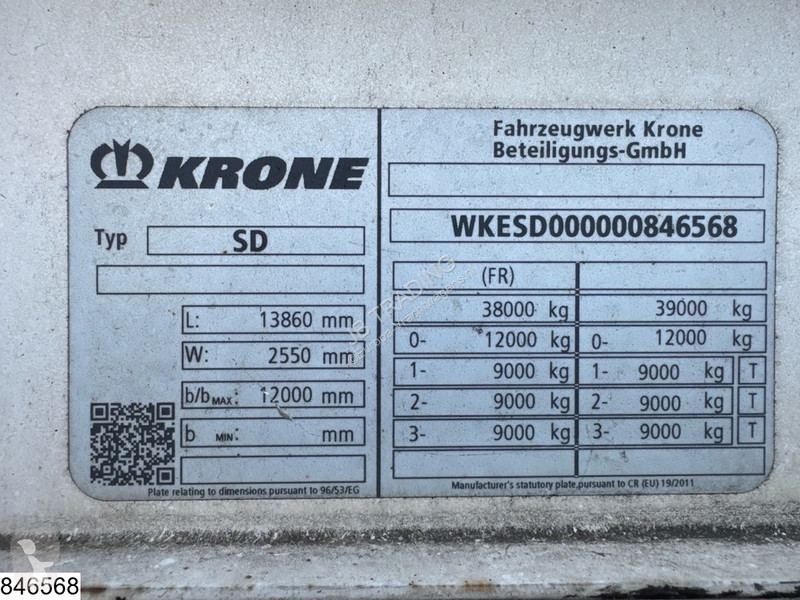 KRONE
Typ SD
L: 13860 mm
W: 2550 mm
b/b MAX: 12000 mm
b MIN: mm
Plate relating to dimensions pursuant to 96/53/EG
Fahrzeugwerk Krone
Beteiligungs-GmbH
WKESD000000846568
(FR)
38000 kg 39000 kg
0- 12000 kg 0- 12000 kg
1- 9000 kg 1- 9000 kg T
2- 9000 kg 2- 9000 kg T
3- 9000 kg 3- 9000 kg T
Manufacturer's statutory plate pursuant to CR (EU) 19/2011
JB TRADING
846568